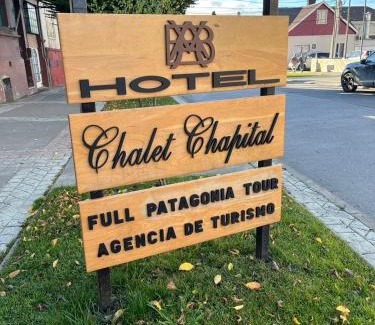 HOTEL
Chalet Chapital
FULL PATAGONIA TOUR
AGENCIA DE TURISMO